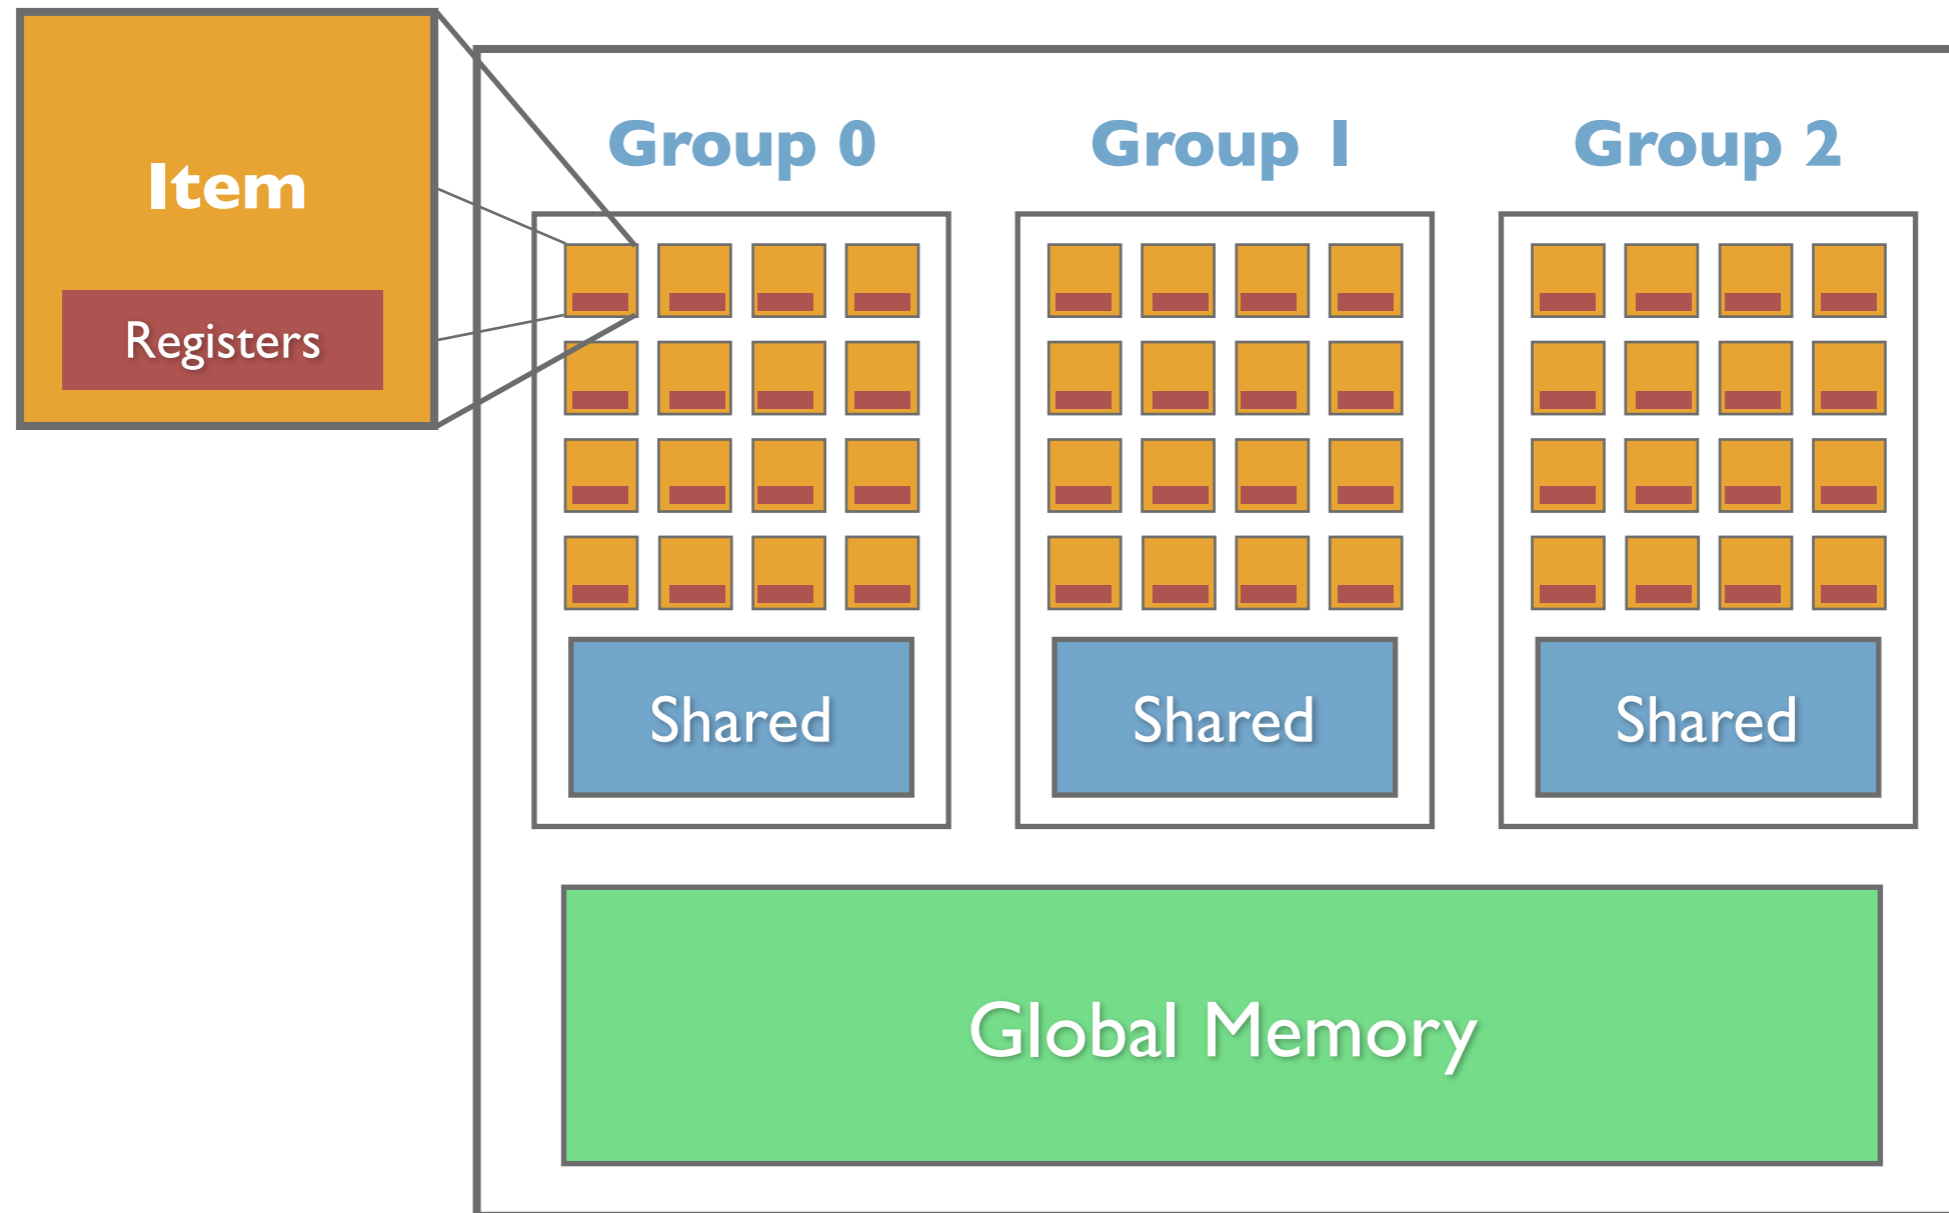 Item
Registers
Group 0
Group 1
Group 2
Shared
Shared
Shared
Global Memory